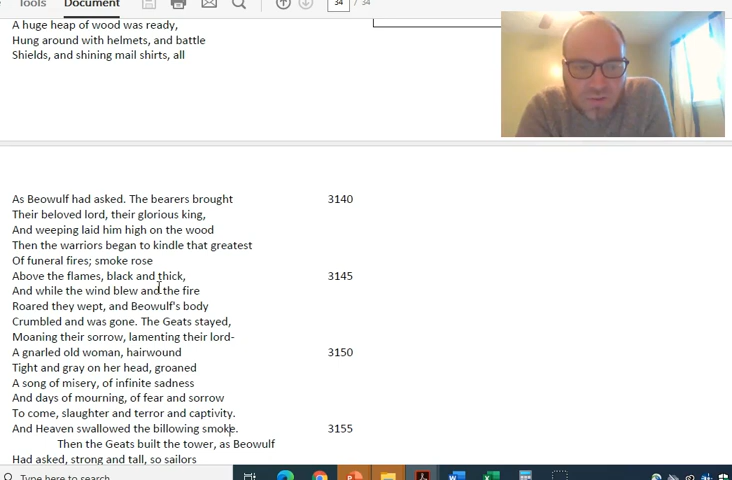 Tools Document 34 / 34
A huge heap of wood was ready,
Hung around with helmets, and battle
Shields, and shining mail shirts, all
As Beowulf had asked. The bearers brought 3140
Their beloved lord, their glorious king,
And weeping laid him high on the wood
Then the warriors began to kindle that greatest
Of funeral fires; smoke rose
Above the flames, black and thick, 3145
And while the wind blew and the fire
Roared they wept, and Beowulf's body
Crumbled and was gone. The Geats stayed,
Moaning their sorrow, lamenting their lord-
A gnarled old woman, hairwound 3150
Tight and gray on her head, groaned
A song of misery, of infinite sadness
And days of mourning, of fear and sorrow
To come, slaughter and terror and captivity.
And Heaven swallowed the billowing smoke. 3155
Then the Geats built the tower, as Beowulf
Had asked, strong and tall, so sailors
Type here to search